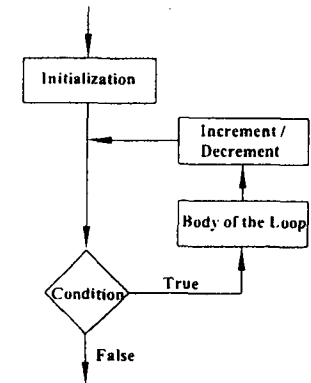 Initialization
Increment /
Decrement
Body of the Loop
Condition
True
False